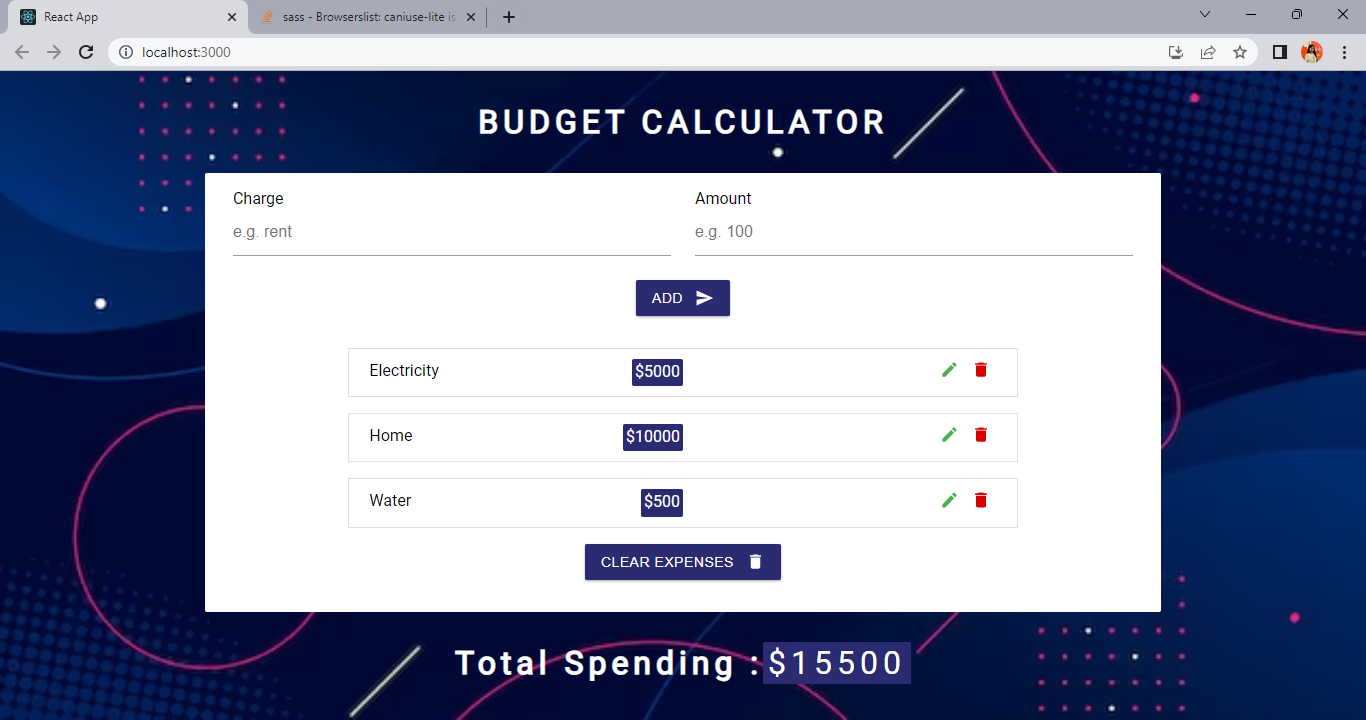 React App
sass - Browserslist: caniuse-lite is
localhost:3000
BUDGET CALCULATOR
Charge Amount
e.g. rent e.g. 100
ADD
Electricity $5000
Home $10000
Water $500
CLEAR EXPENSES
Total Spending :$15500